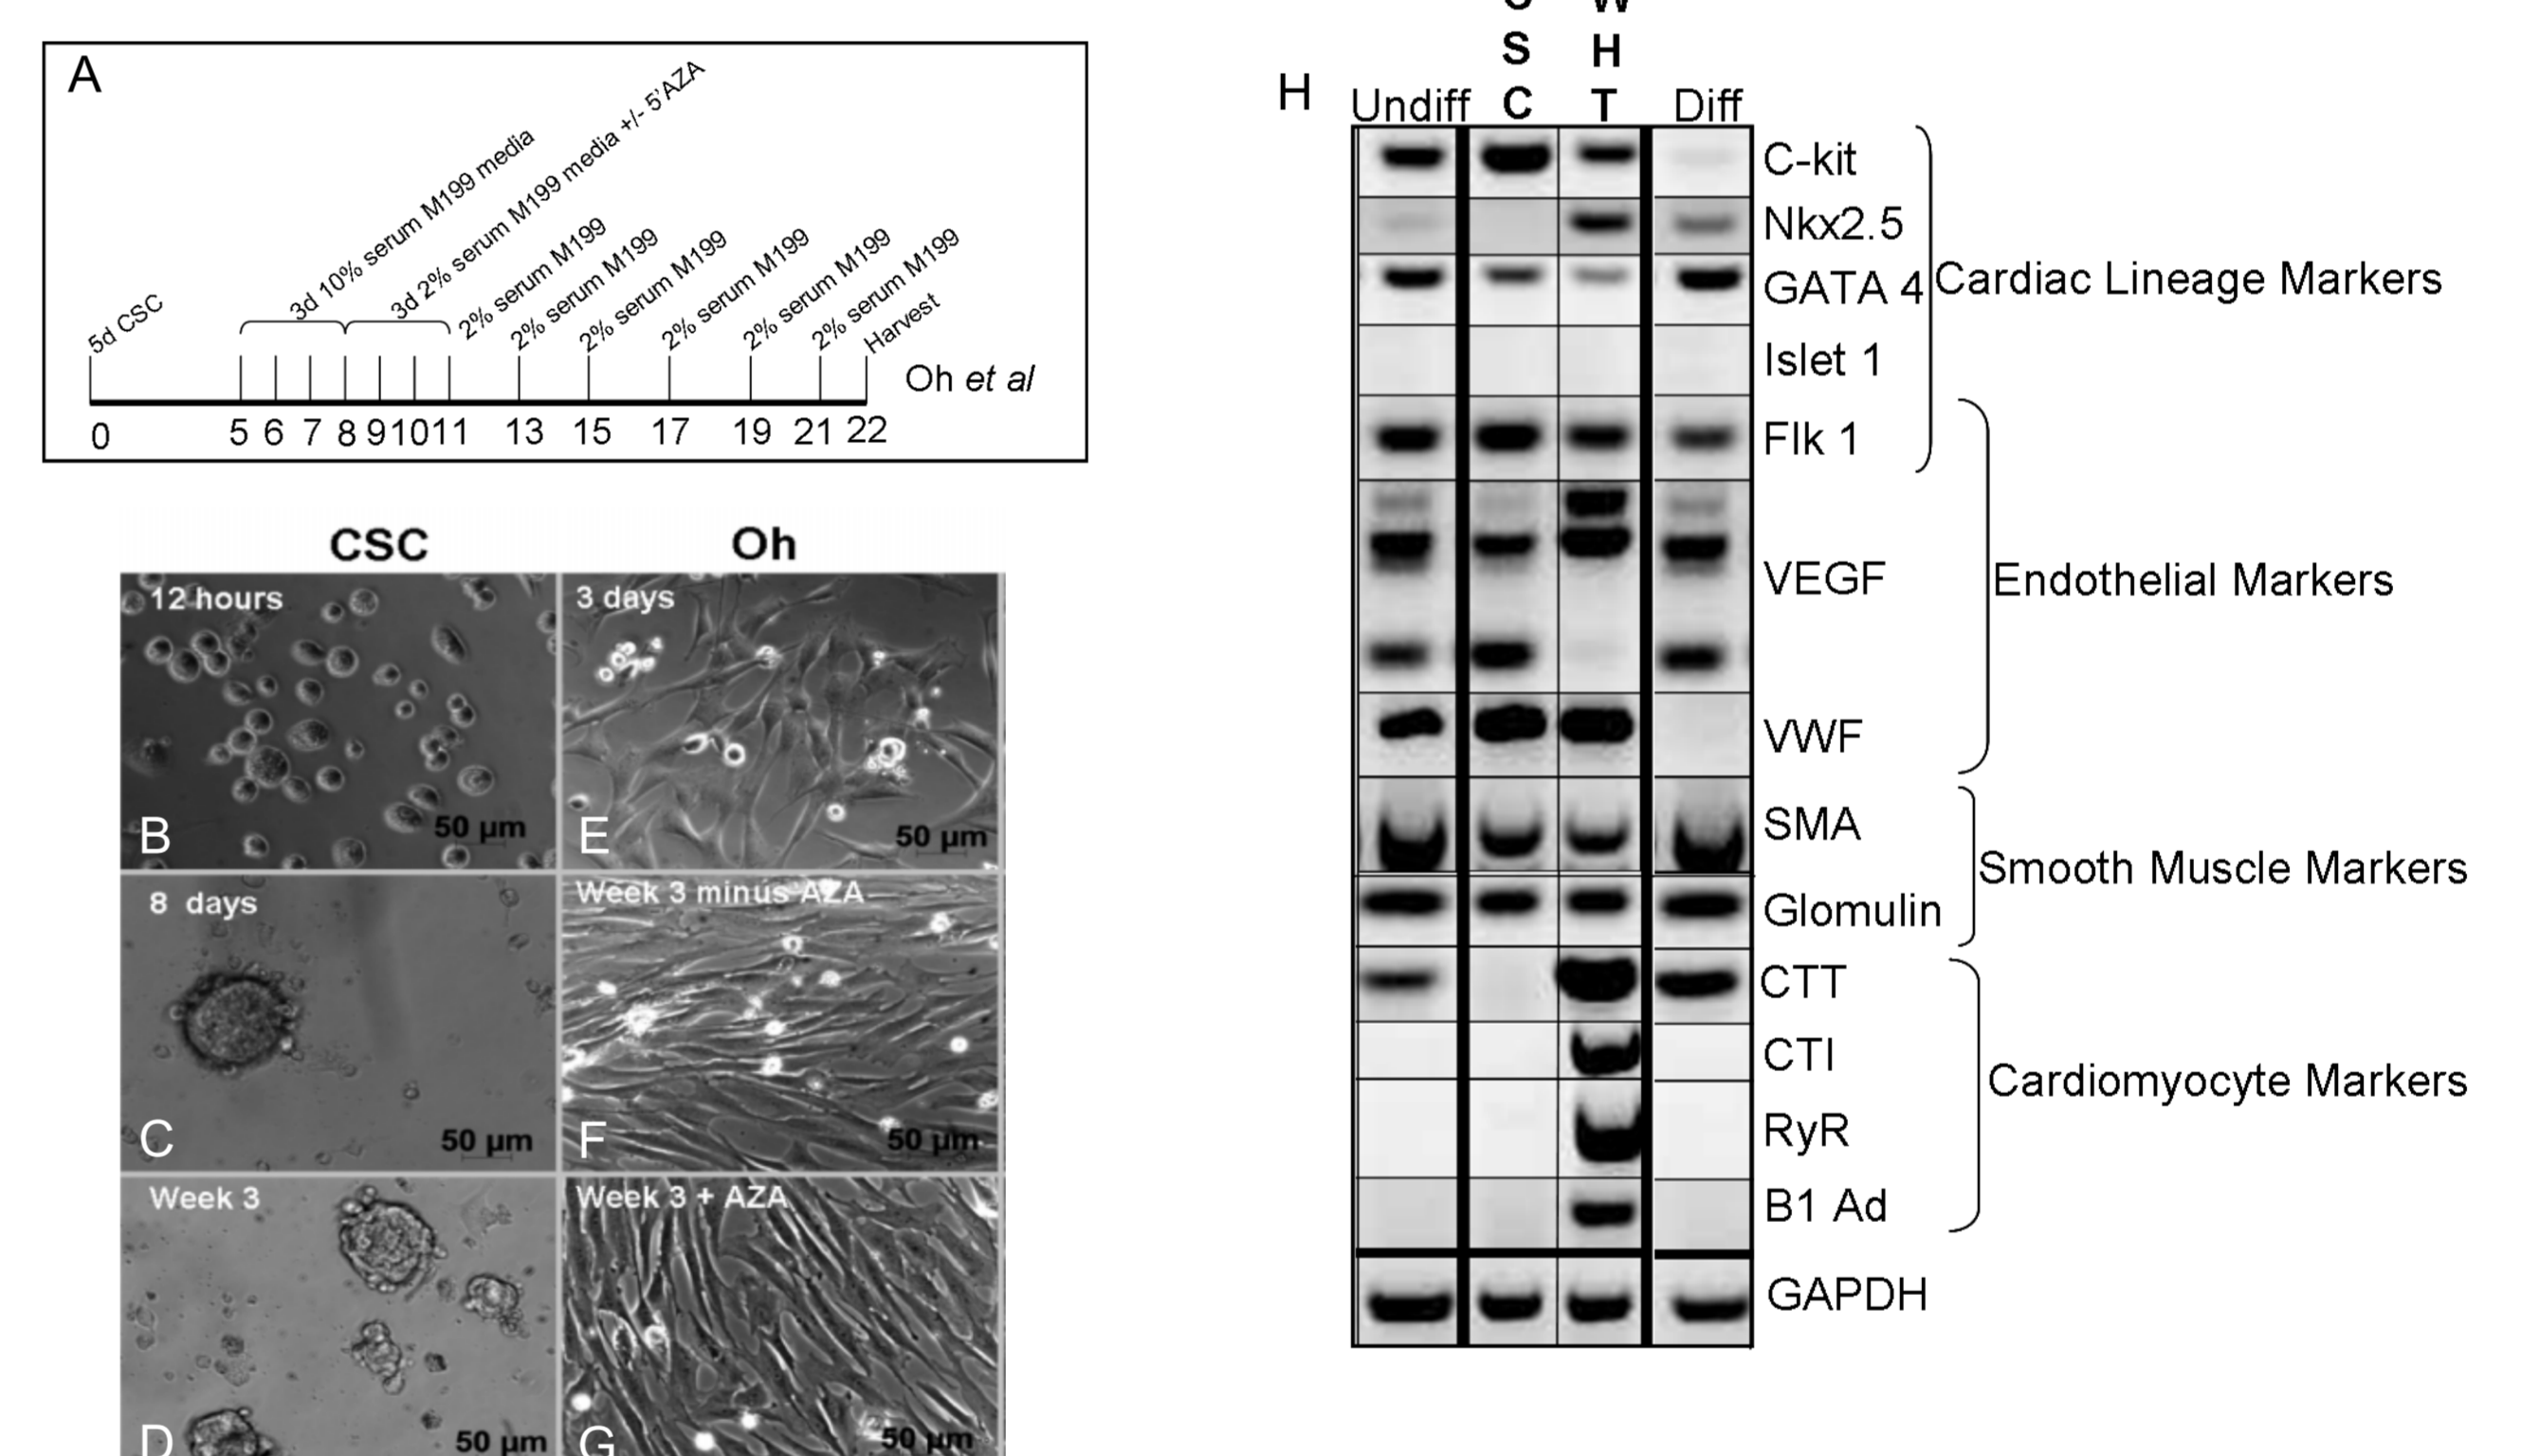 A
5d CSC
3d 10% serum M199 media
3d 2% serum M199 media +/- 5'AZA
2% serum M199
2% serum M199
2% serum M199
2% serum M199
2% serum M199
2% serum M199
Harvest
Oh et al
0 5 6 7 8 9 10 11 13 15 17 19 21 22
CSC Oh
12 hours
B
50 µm
3 days
E
50 µm
8 days
C
50 µm
Week 3 minus AZA
F
50 µm
Week 3
D
50 µm
Week 3 + AZA
G
50 µm
H
Undiff
S
C
W
H
T
Diff
C-kit
Nkx2.5
GATA 4
Islet 1
Flk 1
Cardiac Lineage Markers
VEGF
VWF
Endothelial Markers
SMA
Glomulin
Smooth Muscle Markers
CTT
CTI
RyR
B1 Ad
Cardiomyocyte Markers
GAPDH